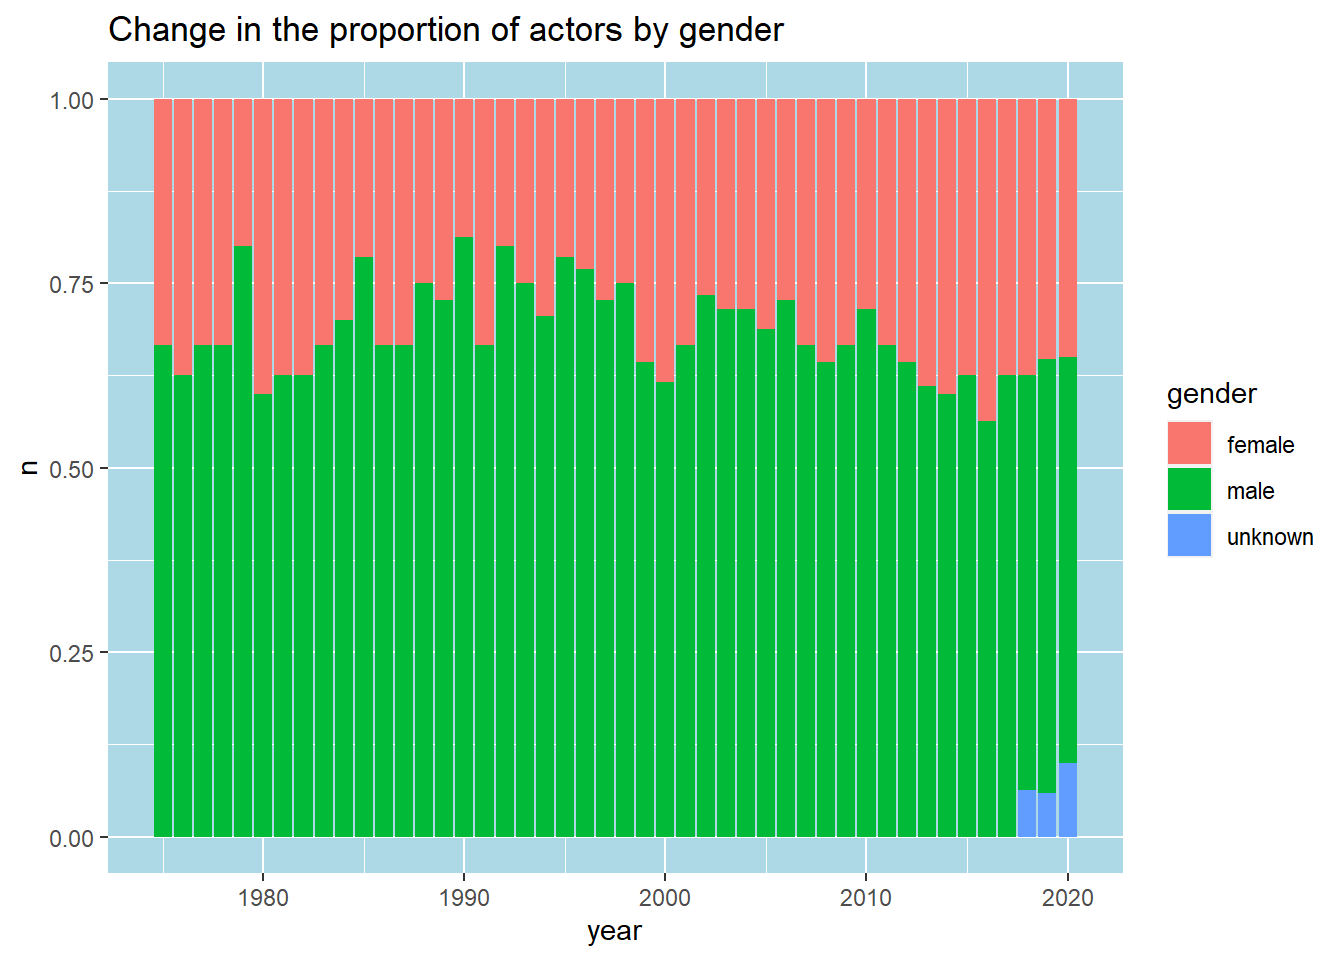 Change in the proportion of actors by gender
1.00
0.75
0.50
0.25
0.00
n
1980
1990
2000
2010
2020
year
gender
female
male
unknown